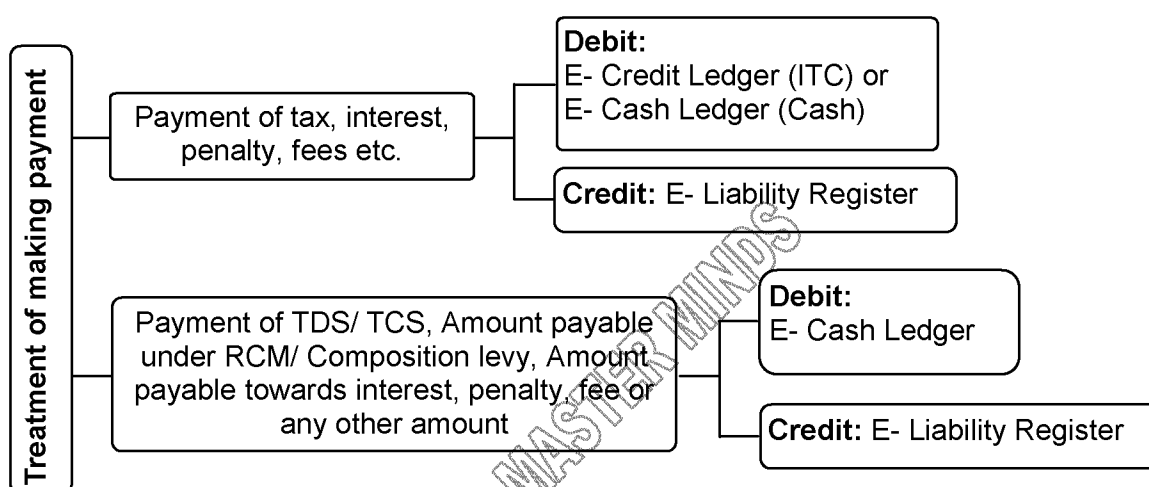 Treatment of making payment
Payment of tax, interest,
penalty, fees etc.
Debit:
E- Credit Ledger (ITC) or
E- Cash Ledger (Cash)
Credit: E- Liability Register
Payment of TDS/ TCS, Amount payable
under RCM/ Composition levy, Amount
payable towards interest, penalty, fee or
any other amount
Debit:
E- Cash Ledger
Credit: E- Liability Register
MASTER MINDS